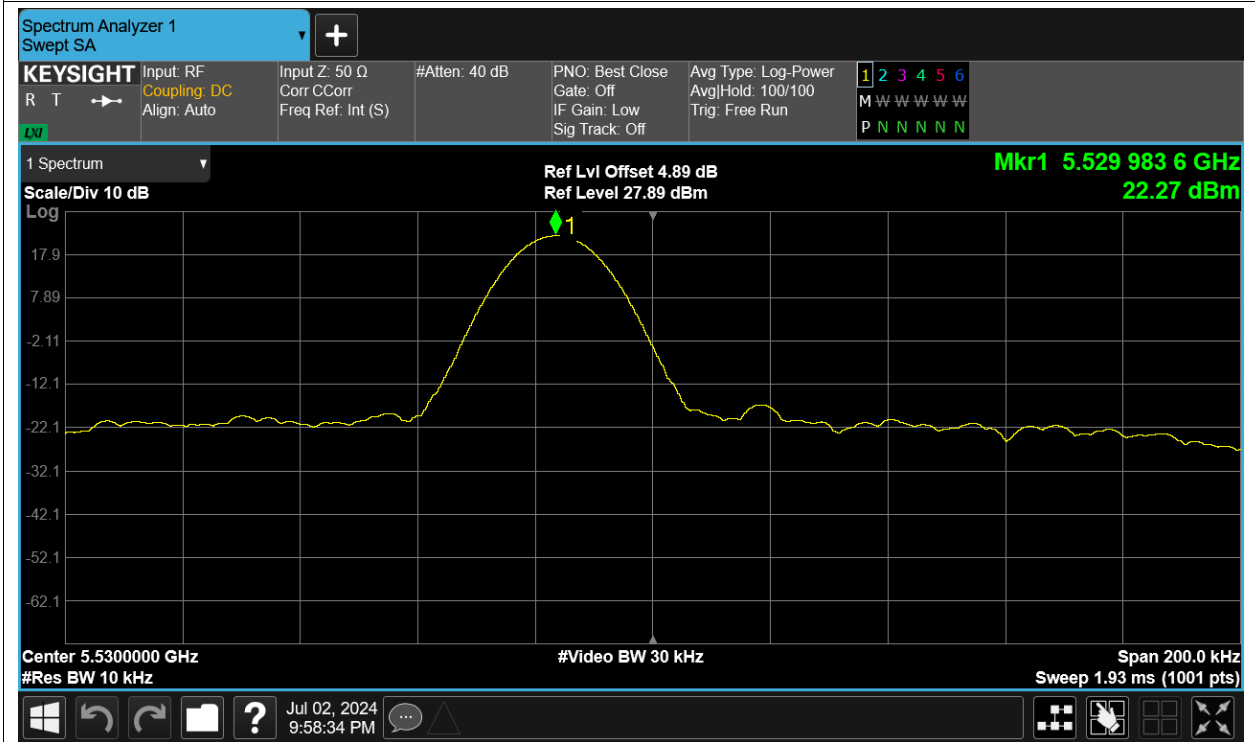 Spectrum Analyzer 1
Swept SA
KEYSIGHT
R T
LXI
Input: RF
Coupling: DC
Align: Auto
Input Z: 50 Ω
Corr CCorr
Freq Ref: Int (S)
#Atten: 40 dB
PNO: Best Close
Gate: Off
IF Gain: Low
Sig Track: Off
Avg Type: Log-Power
Avg|Hold: 100/100
Trig: Free Run
1 2 3 4 5 6
M W W W W W
P N N N N N
1 Spectrum
Scale/Div 10 dB
Log
Ref Lvl Offset 4.89 dB
Ref Level 27.89 dBm
Mkr1 5.529 983 6 GHz
22.27 dBm
1
17.9
7.89
-2.11
-12.1
-22.1
-32.1
-42.1
-52.1
-62.1
Center 5.5300000 GHz
#Res BW 10 kHz
#Video BW 30 kHz
Span 200.0 kHz
Sweep 1.93 ms (1001 pts)
?
Jul 02, 2024
9:58:34 PM